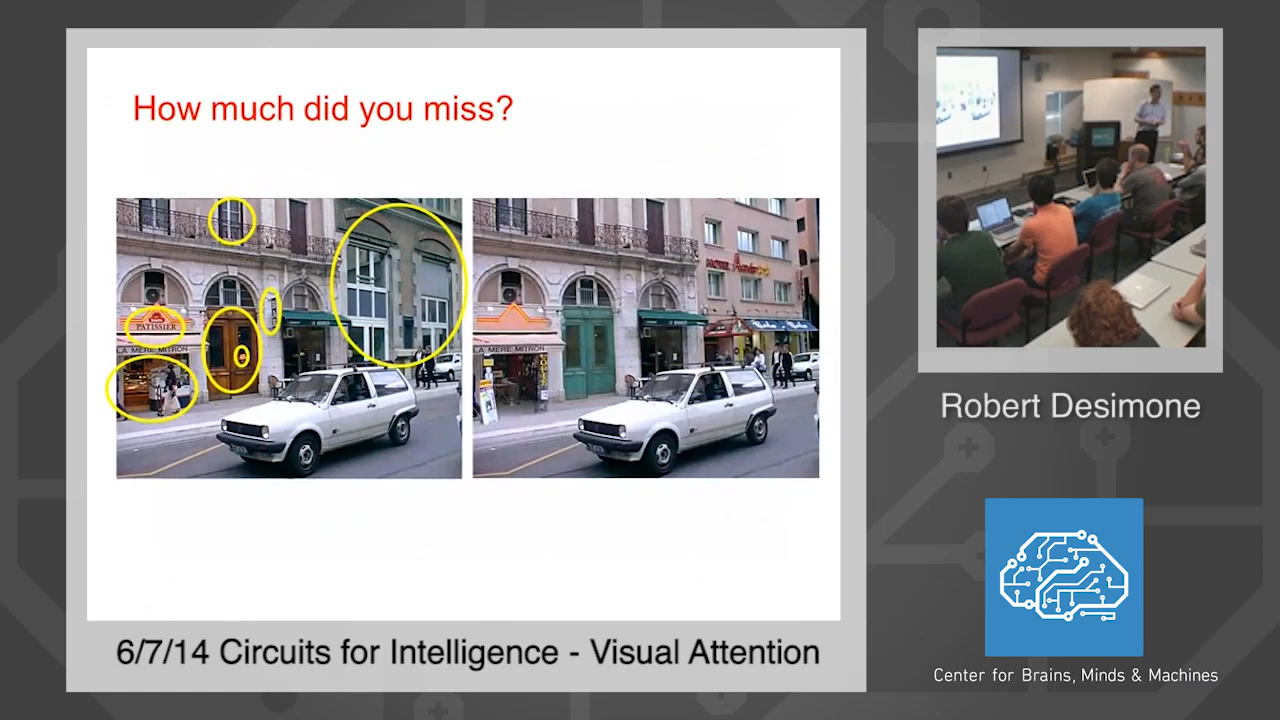 How much did you miss?
PATISSIER
LA MERE MITRON
LA MERE MITRON
HOTEL
6/7/14 Circuits for Intelligence - Visual Attention
Robert Desimone
Center for Brains, Minds & Machines